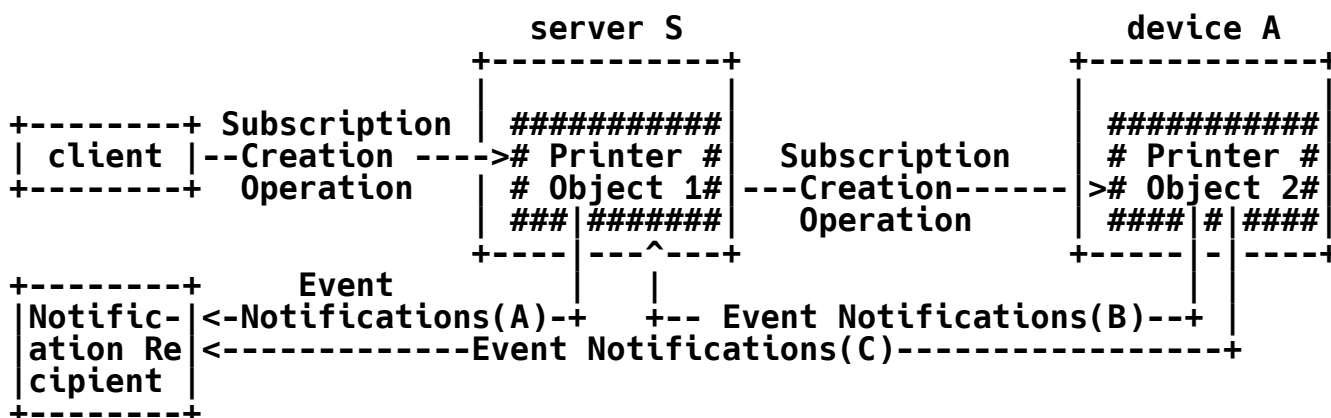 server S                       device A
                         +------------+                  +------------+
                         |            |                  |            |
+--------+ Subscription  | ###########|                  | ###########|
| client |--Creation ----># Printer #|   Subscription   | # Printer #|
+--------+  Operation    | # Object 1#|---Creation------|># Object 2#|
                         | ###|#######|    Operation     | ####|#|####|
                         +----|---^---+                  +-----|-|----+
+--------+     Event          |   |                            | |
|Notific-|<-Notifications(A)-+   +-- Event Notifications(B)--+ |
|ation Re|<-------------Event Notifications(C)-----------------+
|cipient |
+--------+